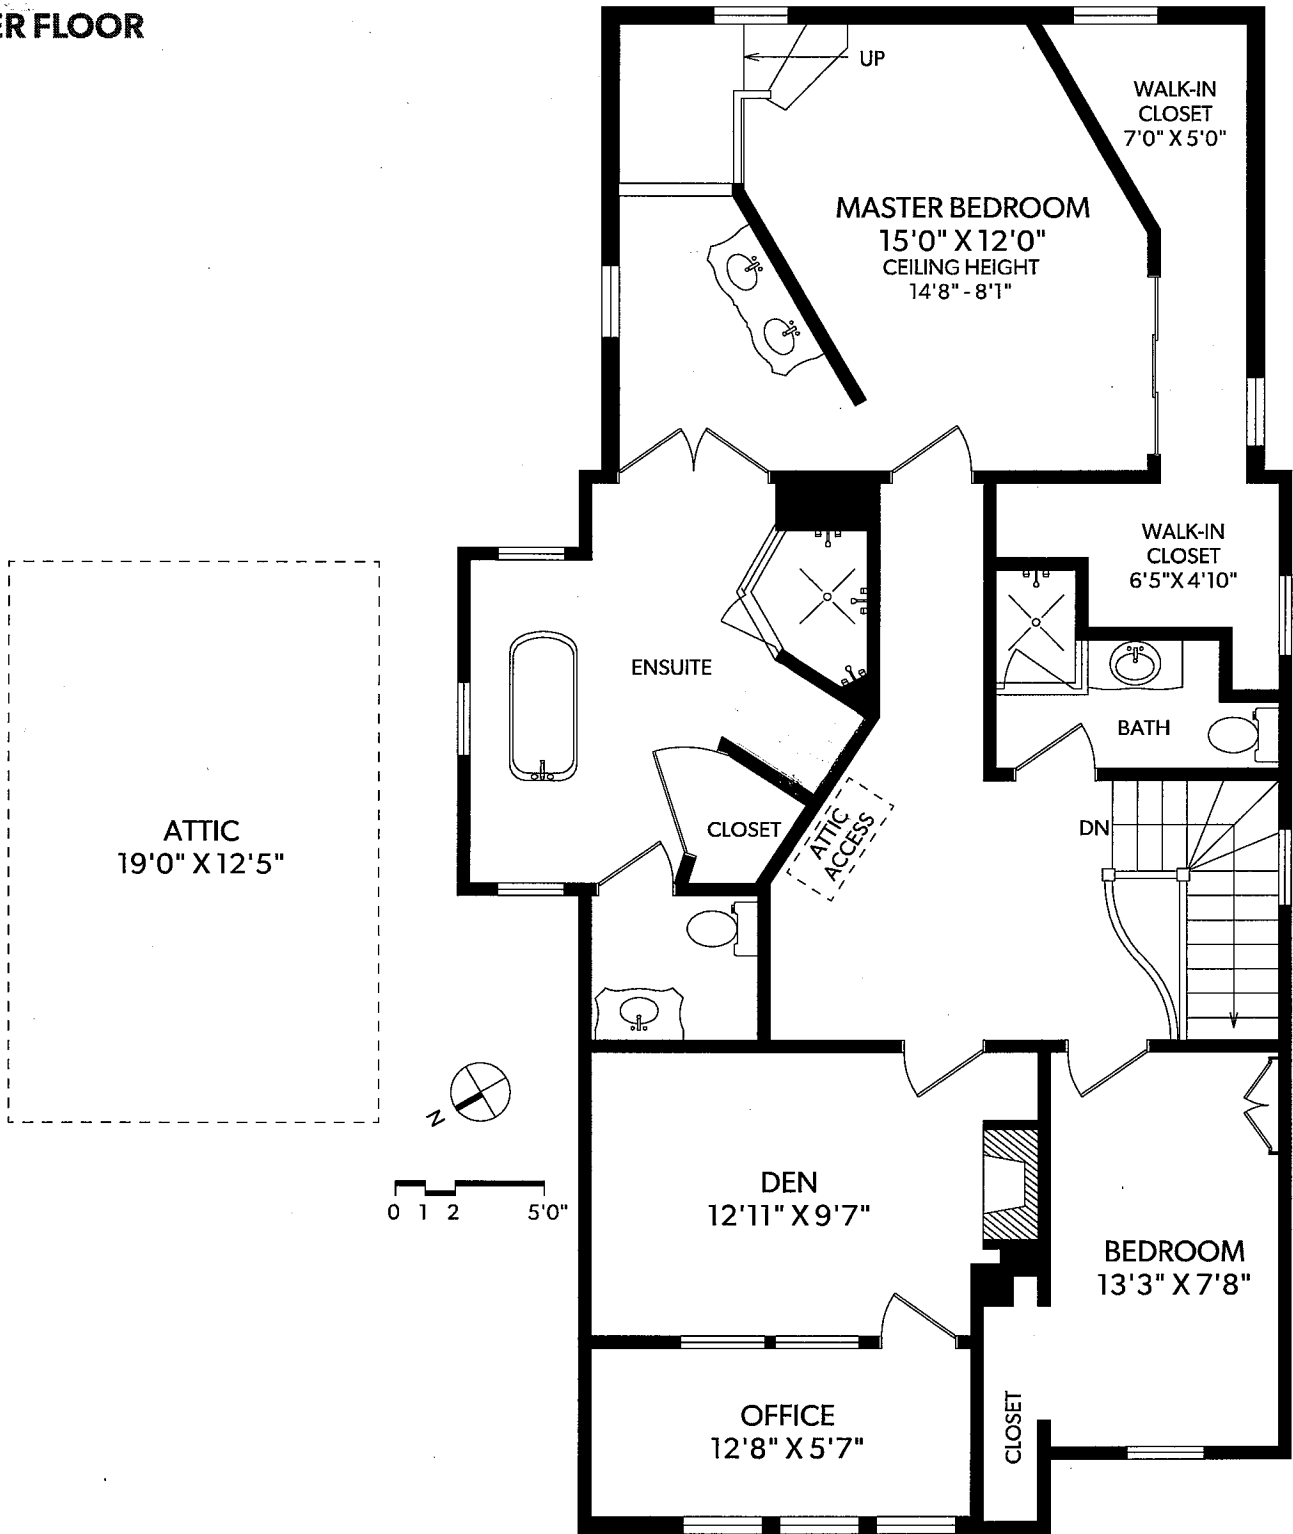 ER FLOOR
UP
WALK-IN
CLOSET
7'0" X 5'0"
MASTER BEDROOM
15'0" X 12'0"
CEILING HEIGHT
14'8" - 8'1"
WALK-IN
CLOSET
6'5"X 4'10"
ENSUITE
BATH
ATTIC
19'0" X 12'5"
CLOSET
ATTIC
ACCESS
DN
N
0 1 2 5'0"
DEN
12'11" X 9'7"
BEDROOM
13'3" X 7'8"
OFFICE
12'8" X 5'7"
CLOSET